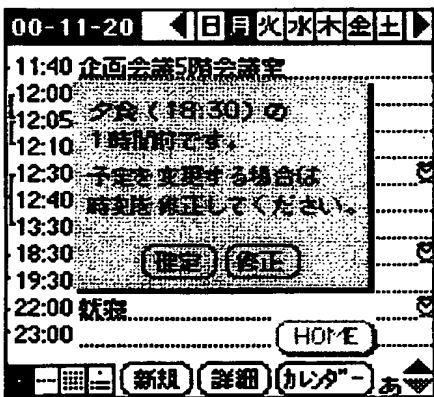 00-11-20 日 月 火 水 木 金 土
11:40 企画会議5階会議室
12:00
12:05
12:10
12:30
12:40
13:30
18:30
19:30
22:00 就寝
23:00
夕食(18:30)の
1時間前です。
予定を変更する場合は
時刻を修正してください。
確定 修正
HOME
新規 詳細 カレンダー あ